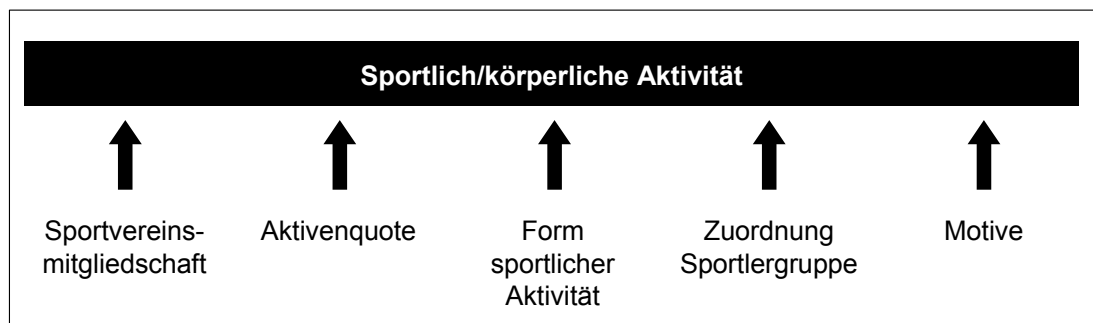 Sportlich/körperliche Aktivität
Sportvereins-
mitgliedschaft
Aktivenquote
Form
sportlicher
Aktivität
Zuordnung
Sportlergruppe
Motive